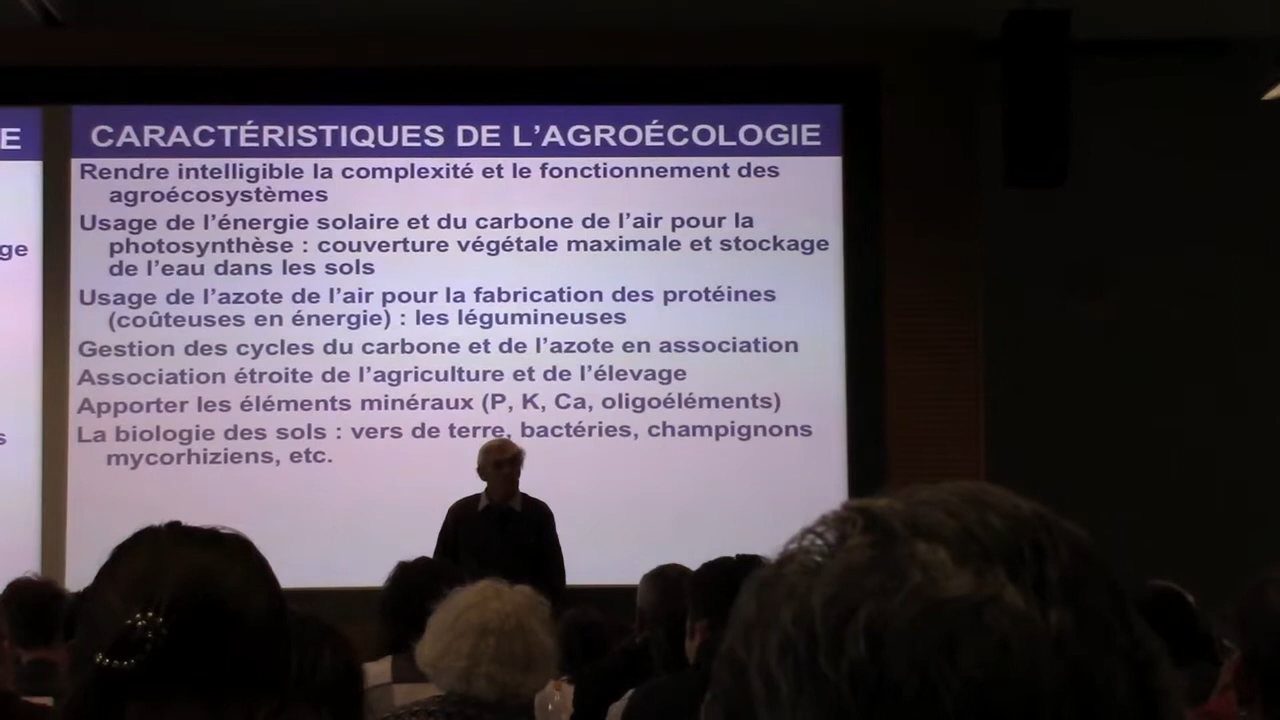 E
ge
s
CARACTÉRISTIQUES DE L’AGROÉCOLOGIE
Rendre intelligible la complexité et le fonctionnement des
agroécosystèmes
Usage de l’énergie solaire et du carbone de l’air pour la
photosynthèse : couverture végétale maximale et stockage
de l’eau dans les sols
Usage de l’azote de l’air pour la fabrication des protéines
(coûteuses en énergie) : les légumineuses
Gestion des cycles du carbone et de l’azote en association
Association étroite de l’agriculture et de l’élevage
Apporter les éléments minéraux (P, K, Ca, oligoéléments)
La biologie des sols : vers de terre, bactéries, champignons
mycorhiziens, etc.